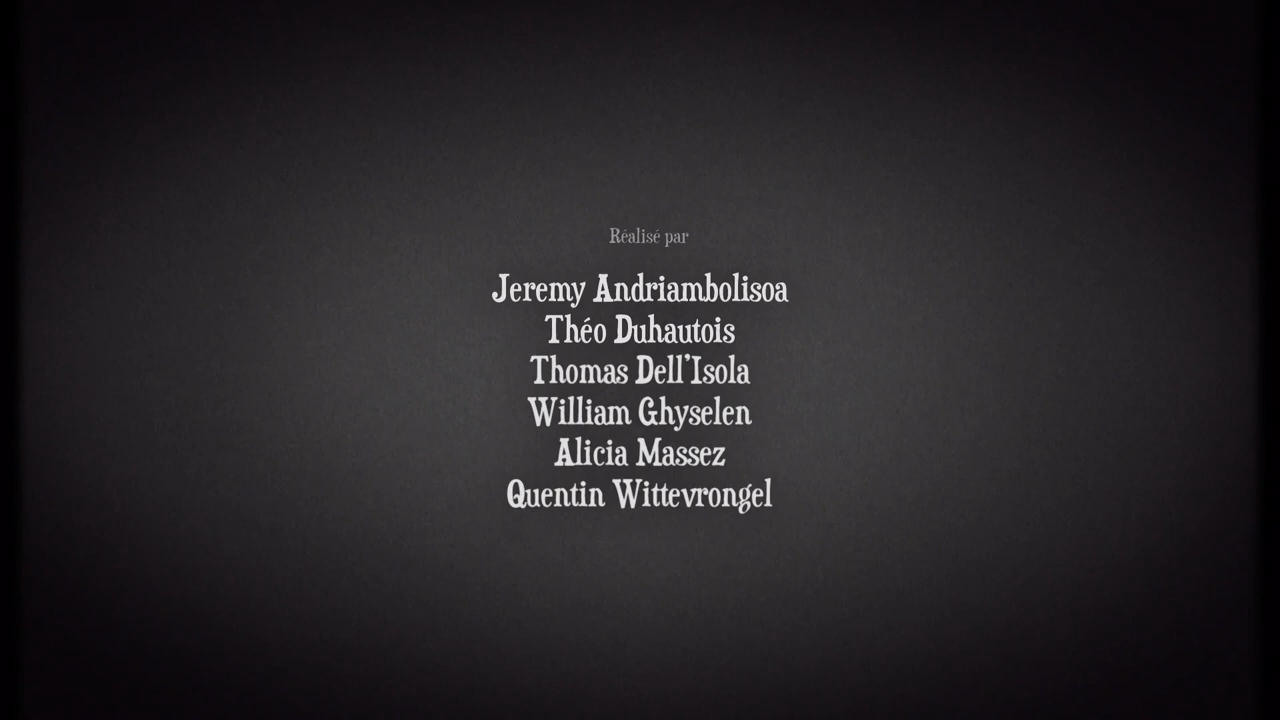 Réalisé par
Jeremy Andriambolisoa
Théo Duhautois
Thomas Dell'Isola
William Ghyselen
Alicia Massez
Quentin Wittevrongel